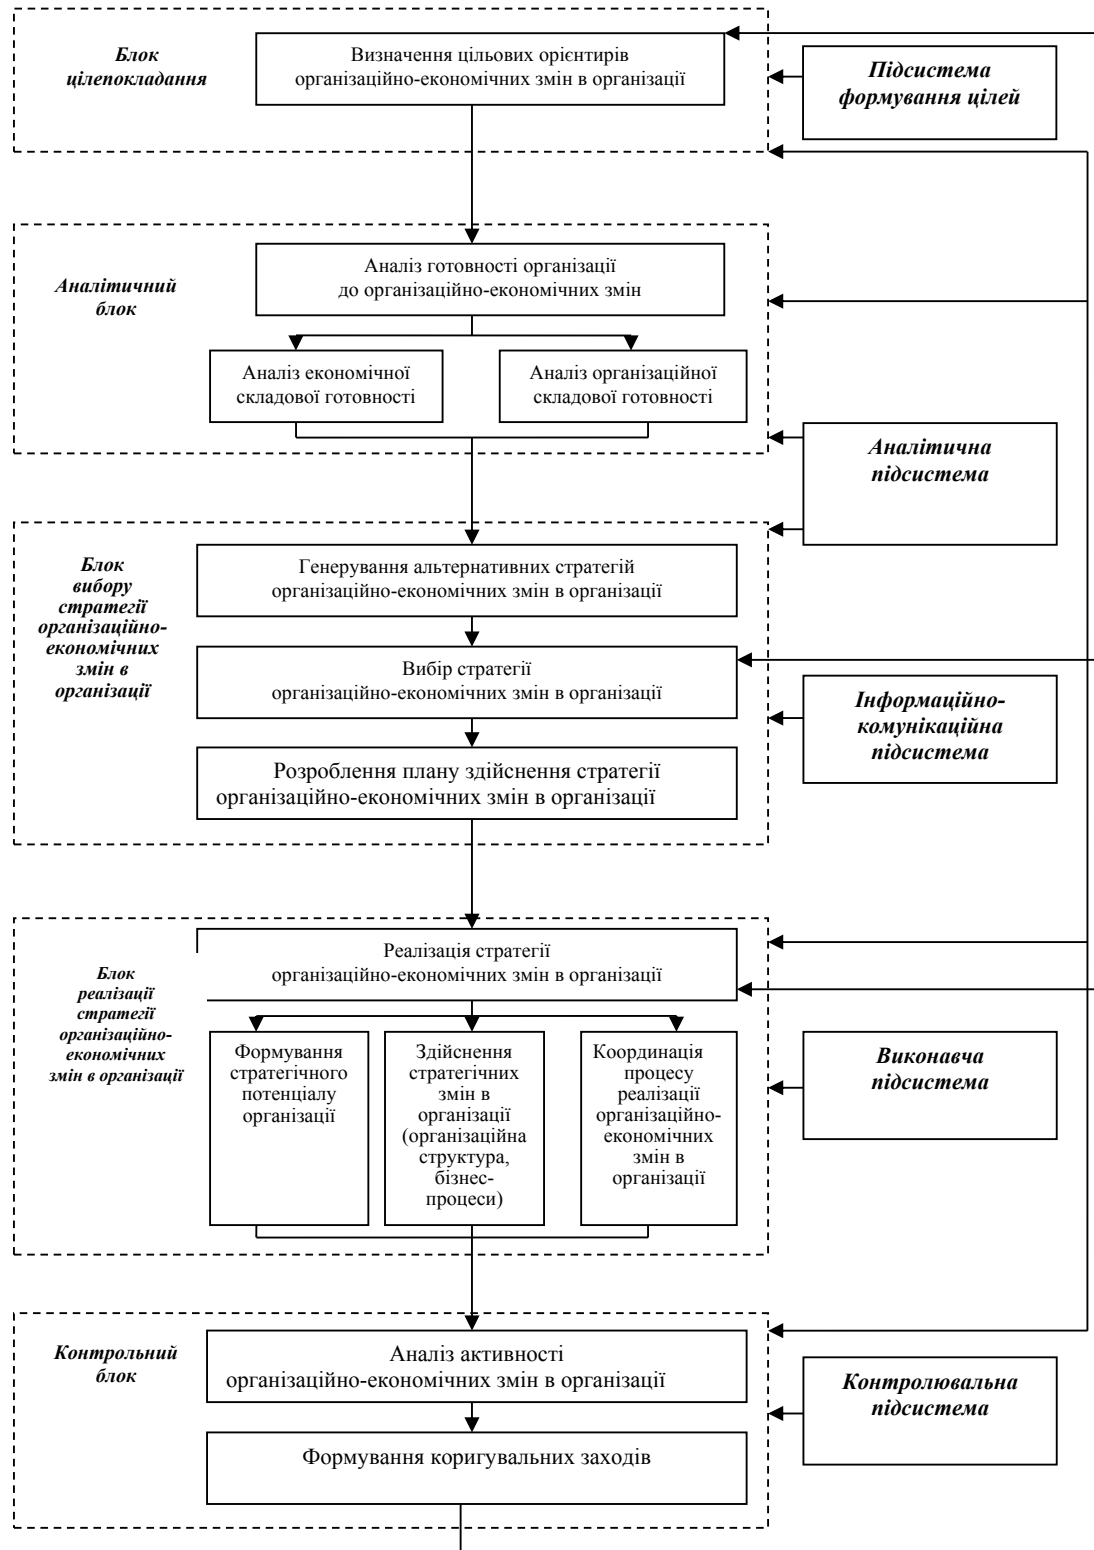 Блок
цілепокладання
Визначення цільових орієнтирів
організаційно-економічних змін в організації
Підсистема
формування цілей
Аналітичний
блок
Аналіз готовності організації
до організаційно-економічних змін
Аналіз економічної
складової готовності
Аналіз організаційної
складової готовності
Аналітична
підсистема
Блок
вибору
стратегії
організаційно-
економічних
змін в
організації
Генерування альтернативних стратегій
організаційно-економічних змін в організації
Вибір стратегії
організаційно-економічних змін в організації
Розроблення плану здійснення стратегії
організаційно-економічних змін в організації
Інформаційно-
комунікаційна
підсистема
Блок
реалізації
стратегії
організаційно-
економічних
змін в організації
Реалізація стратегії
організаційно-економічних змін в організації
Формування
стратегічного
потенціалу
організації
Здійснення
стратегічних
змін в
організації
(організаційна
структура,
бізнес-
процеси)
Координація
процесу
реалізації
організаційно-
економічних
змін в
організації
Виконавча
підсистема
Контрольний
блок
Аналіз активності
організаційно-економічних змін в організації
Формування коригувальних заходів
Контролювальна
підсистема